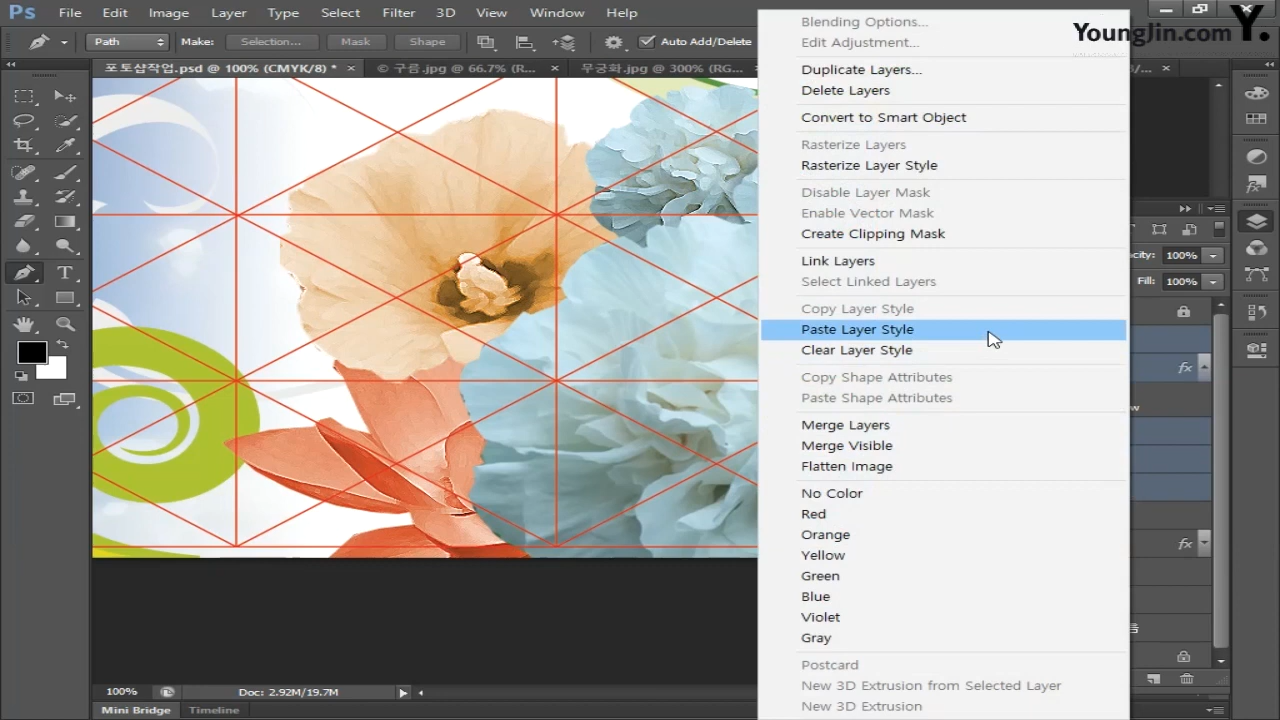 Ps File Edit Image Layer Type Select Filter 3D View Window Help
YoungJin.com Y.
Path Make: Selection... Mask Shape Auto Add/Delete
포토샵작업.psd @ 100% (CMYK/8) * × © 구름.jpg @ 66.7% (R... × 무궁화.jpg @ 300% (RG...
Blending Options...
Edit Adjustment...
Duplicate Layers...
Delete Layers
Convert to Smart Object
Rasterize Layers
Rasterize Layer Style
Disable Layer Mask
Enable Vector Mask
Create Clipping Mask
Link Layers
Select Linked Layers
Copy Layer Style
Paste Layer Style
Clear Layer Style
Copy Shape Attributes
Paste Shape Attributes
Merge Layers
Merge Visible
Flatten Image
No Color
Red
Orange
Yellow
Green
Blue
Violet
Gray
Postcard
New 3D Extrusion from Selected Layer
New 3D Extrusion
acity: 100%
Fill: 100%
fx
w
fx
100% Doc: 2.92M/19.7M
Mini Bridge Timeline